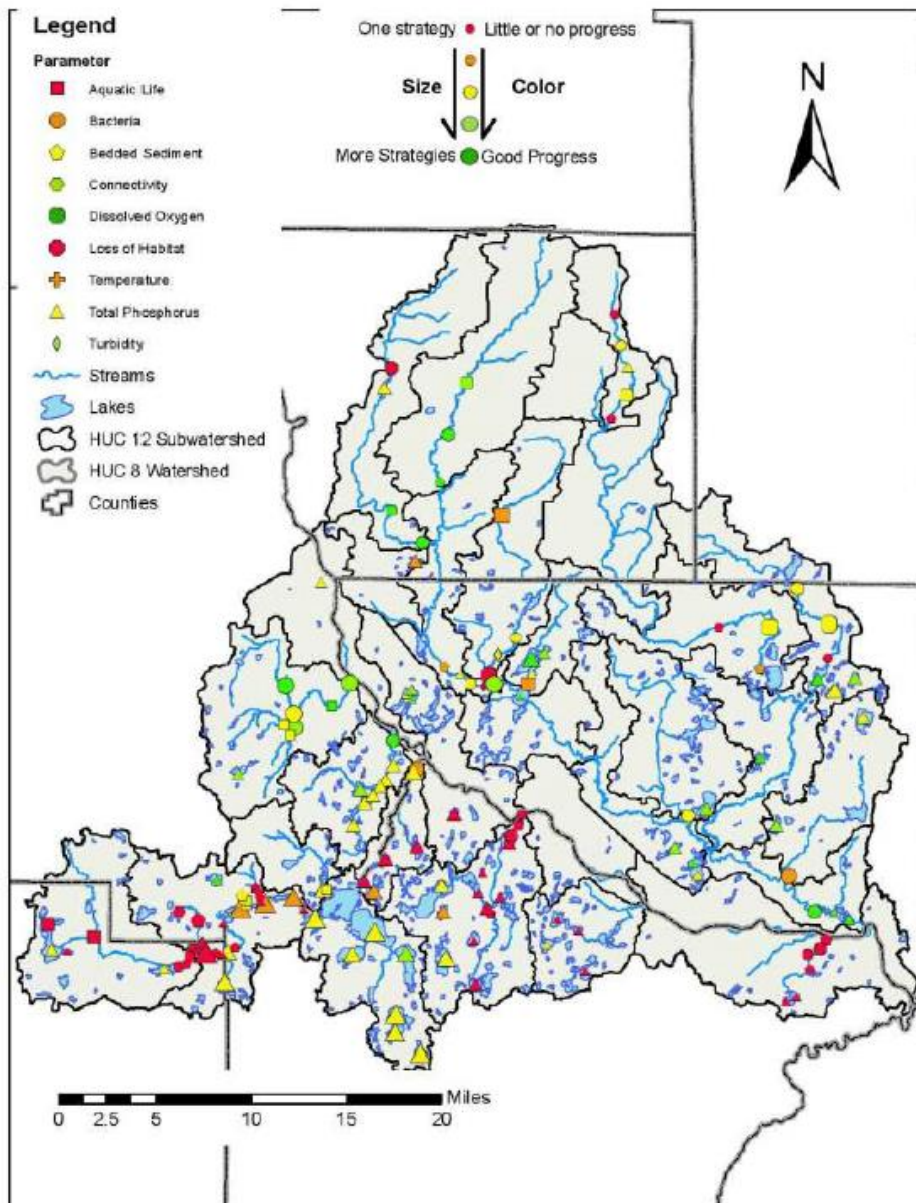 Legend
Parameter
Aquatic Life
Bacteria
Bedded Sediment
Connectivity
Dissolved Oxygen
Loss of Habitat
Temperature
Total Phosphorus
Turbidity
Streams
Lakes
HUC 12 Subwatershed
HUC 8 Watershed
Counties
One strategy Little or no progress
Size Color
More Strategies Good Progress
N
Miles
0 2.5 5 10 15 20